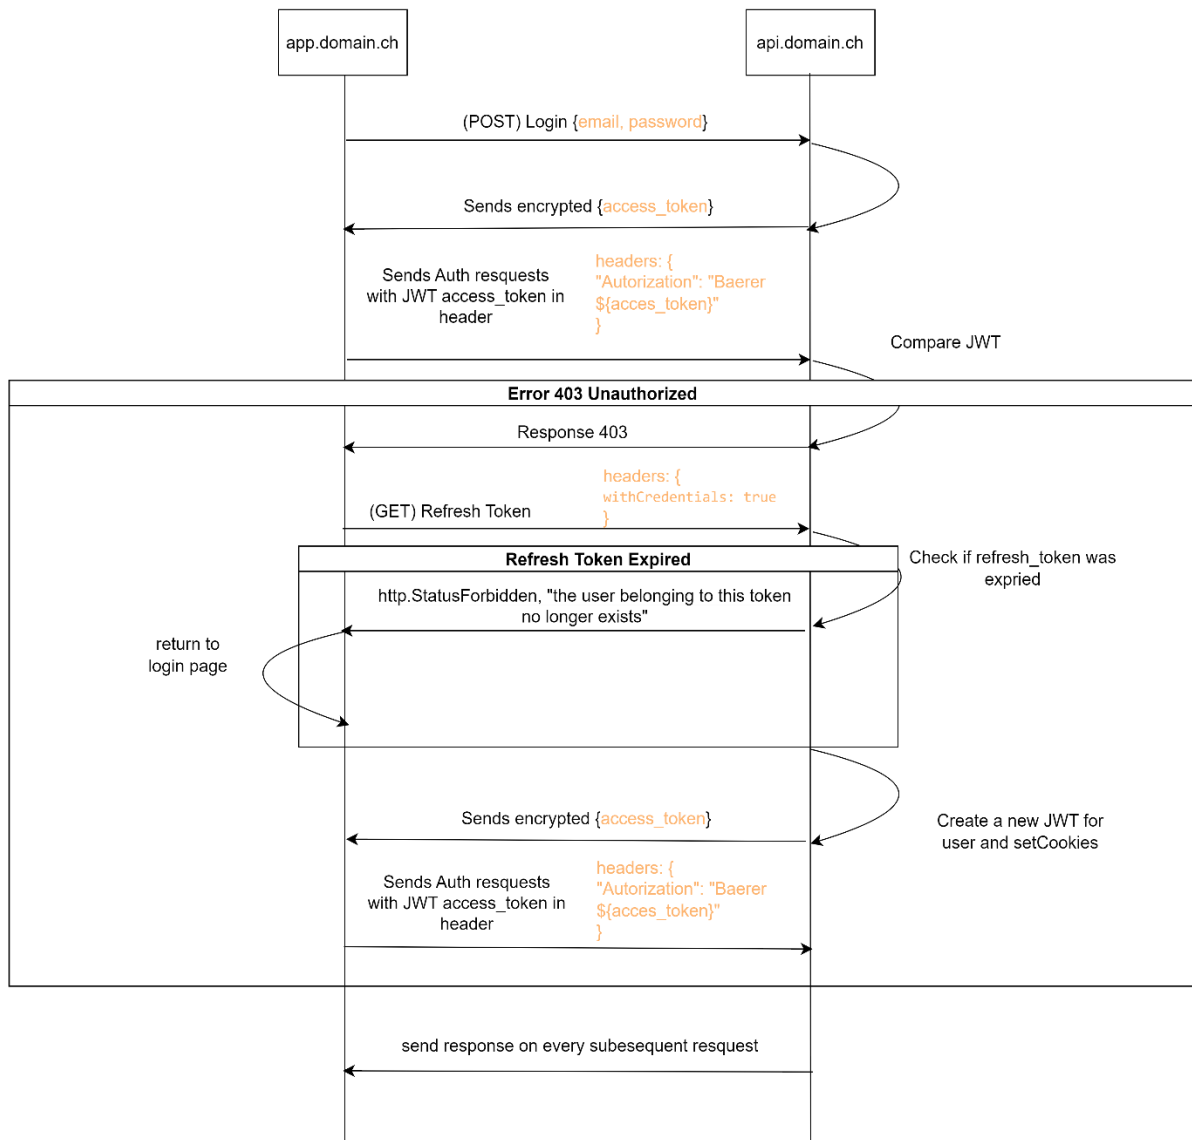 app.domain.ch
api.domain.ch
(POST) Login {email, password}
Sends encrypted {access_token}
Sends Auth resquests
with JWT access_token in
header
headers: {
"Autorization": "Baerer
${acces_token}"
}
Compare JWT
Error 403 Unauthorized
Response 403
(GET) Refresh Token
headers: {
withCredentials: true
}
Refresh Token Expired
Check if refresh_token was
expried
http.StatusForbidden, "the user belonging to this token
no longer exists"
return to
login page
Sends encrypted {access_token}
Create a new JWT for
user and setCookies
Sends Auth resquests
with JWT access_token in
header
headers: {
"Autorization": "Baerer
${acces_token}"
}
send response on every subesequent resquest